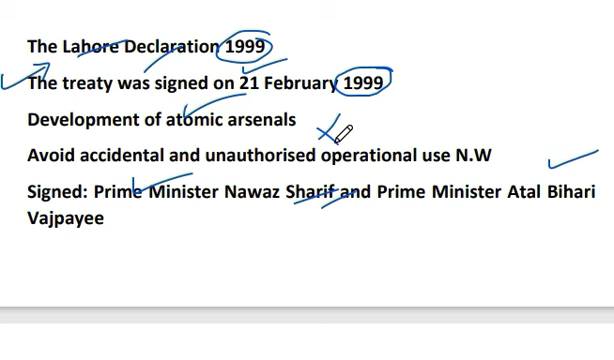 The Lahore Declaration 1999
The treaty was signed on 21 February 1999
Development of atomic arsenals
Avoid accidental and unauthorised operational use N.W
Signed: Prime Minister Nawaz Sharif and Prime Minister Atal Bihari
Vajpayee